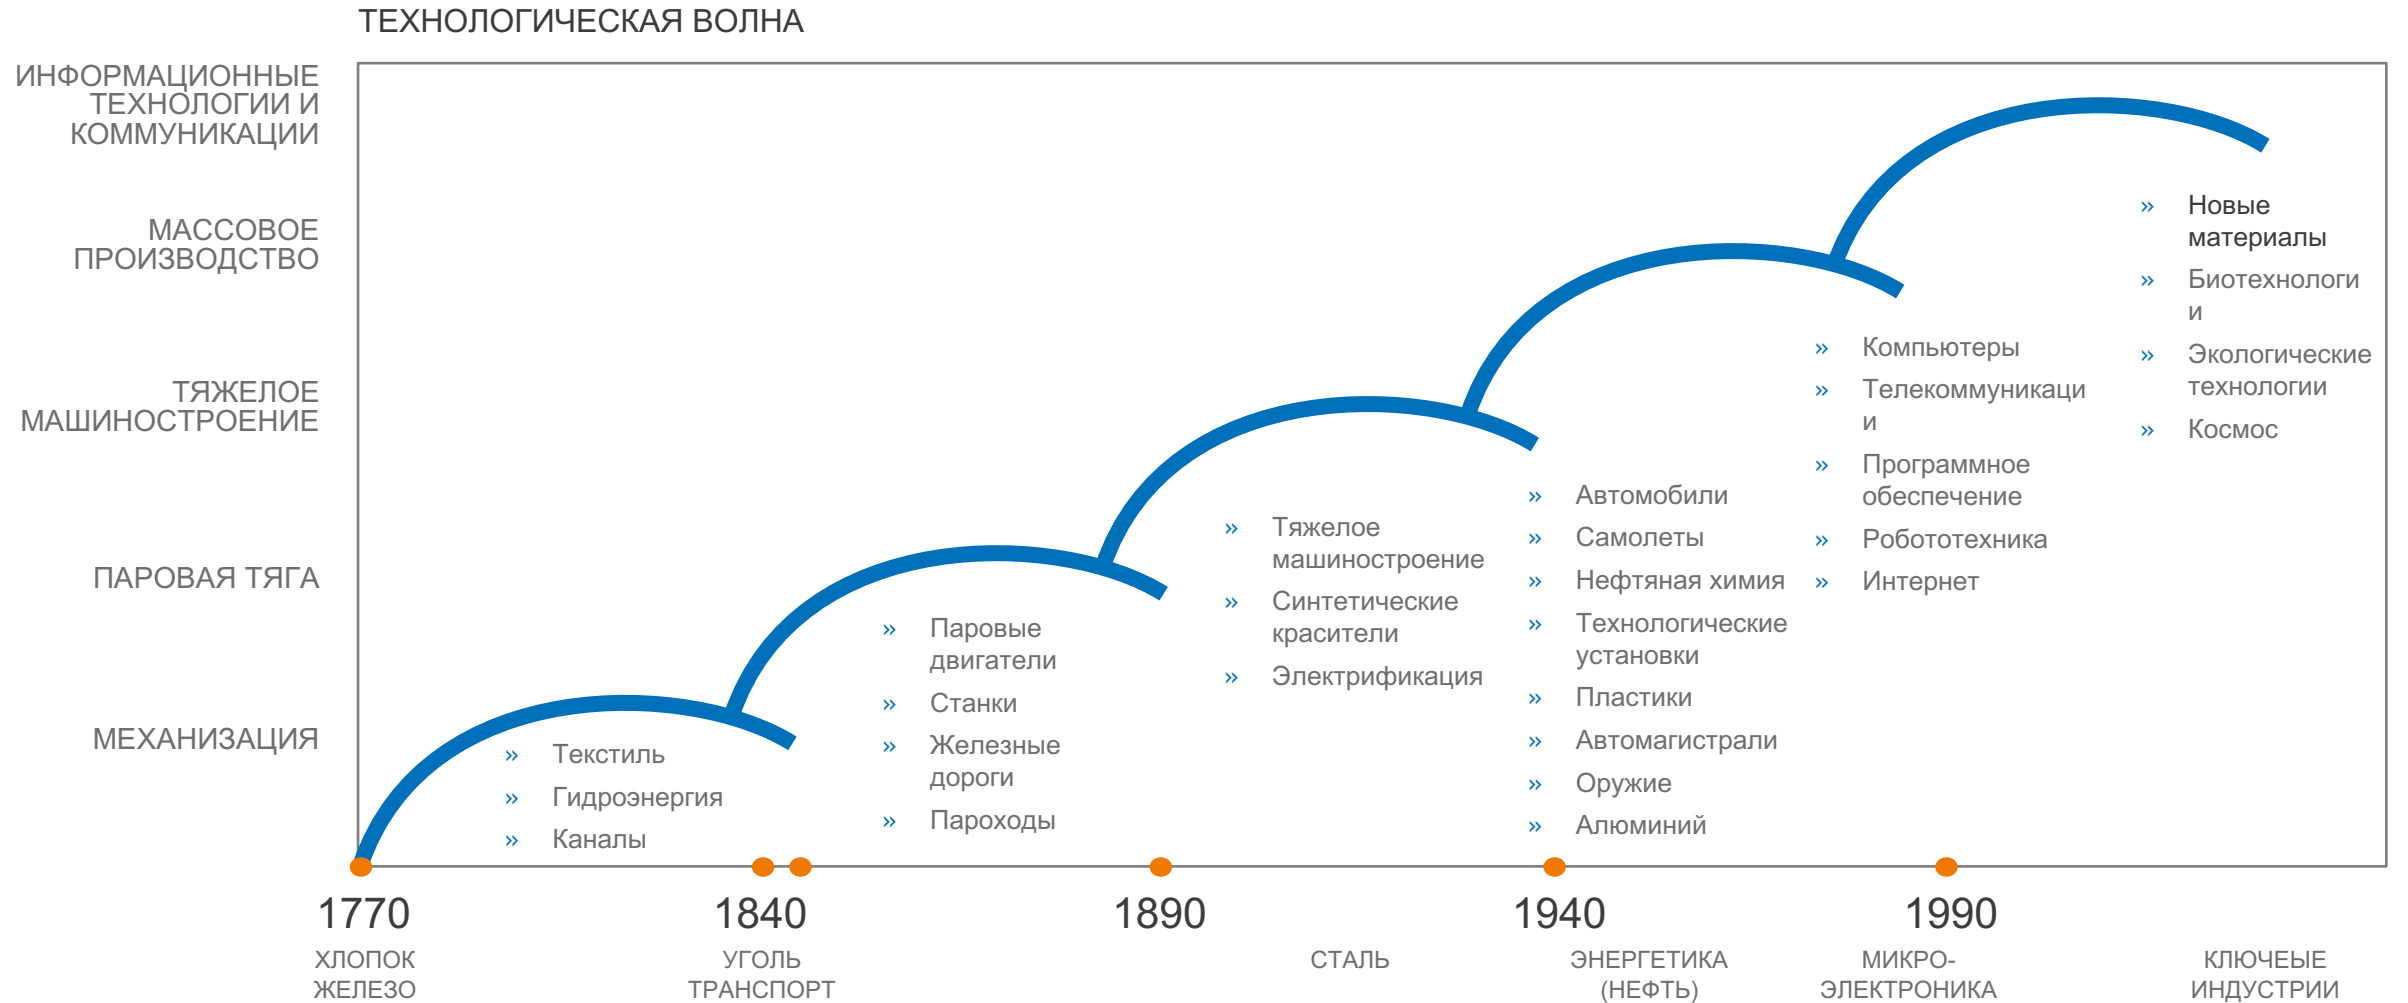 ТЕХНОЛОГИЧЕСКАЯ ВОЛНА
ИНФОРМАЦИОННЫЕ
ТЕХНОЛОГИИ И
КОММУНИКАЦИИ
МАССОВОЕ
ПРОИЗВОДСТВО
ТЯЖЕЛОЕ
МАШИНОСТРОЕНИЕ
ПАРОВАЯ ТЯГА
МЕХАНИЗАЦИЯ
» Текстиль
» Гидроэнергия
» Каналы
» Паровые
двигатели
» Станки
» Железные
дороги
» Пароходы
» Тяжелое
машиностроение
» Синтетические
красители
» Электрификация
» Автомобили
» Самолеты
» Нефтяная химия
» Технологические
установки
» Пластики
» Автомагистрали
» Оружие
» Алюминий
» Компьютеры
» Телекоммуникаци
и
» Программное
обеспечение
» Робототехника
» Интернет
» Новые
материалы
» Биотехнологи
и
» Экологические
технологии
» Космос
1770
1840
1890
1940
1990
ХЛОПОК
ЖЕЛЕЗО
УГОЛЬ
ТРАНСПОРТ
СТАЛЬ
ЭНЕРГЕТИКА
(НЕФТЬ)
МИКРО-
ЭЛЕКТРОНИКА
КЛЮЧЕЫЕ
ИНДУСТРИИ